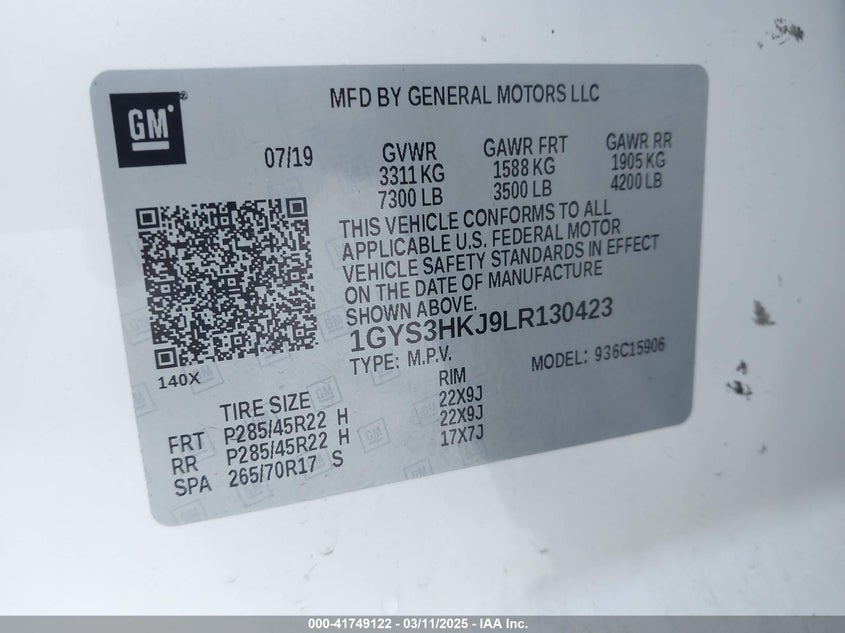 GM
MFD BY GENERAL MOTORS LLC
07/19
GVWR
3311 KG
7300 LB
GAWR FRT
1588 KG
3500 LB
GAWR RR
1905 KG
4200 LB
THIS VEHICLE CONFORMS TO ALL
APPLICABLE U.S. FEDERAL MOTOR
VEHICLE SAFETY STANDARDS IN EFFECT
ON THE DATE OF MANUFACTURE
SHOWN ABOVE.
1GYS3HKJ9LR130423
TYPE: M.P.V.
MODEL: 936C15906
140X
TIRE SIZE RIM
FRT P285/45R22 H 22X9J
RR P285/45R22 H 22X9J
SPA 265/70R17 S 17X7J
000-41749122 - 03/11/2025 - IAA Inc.